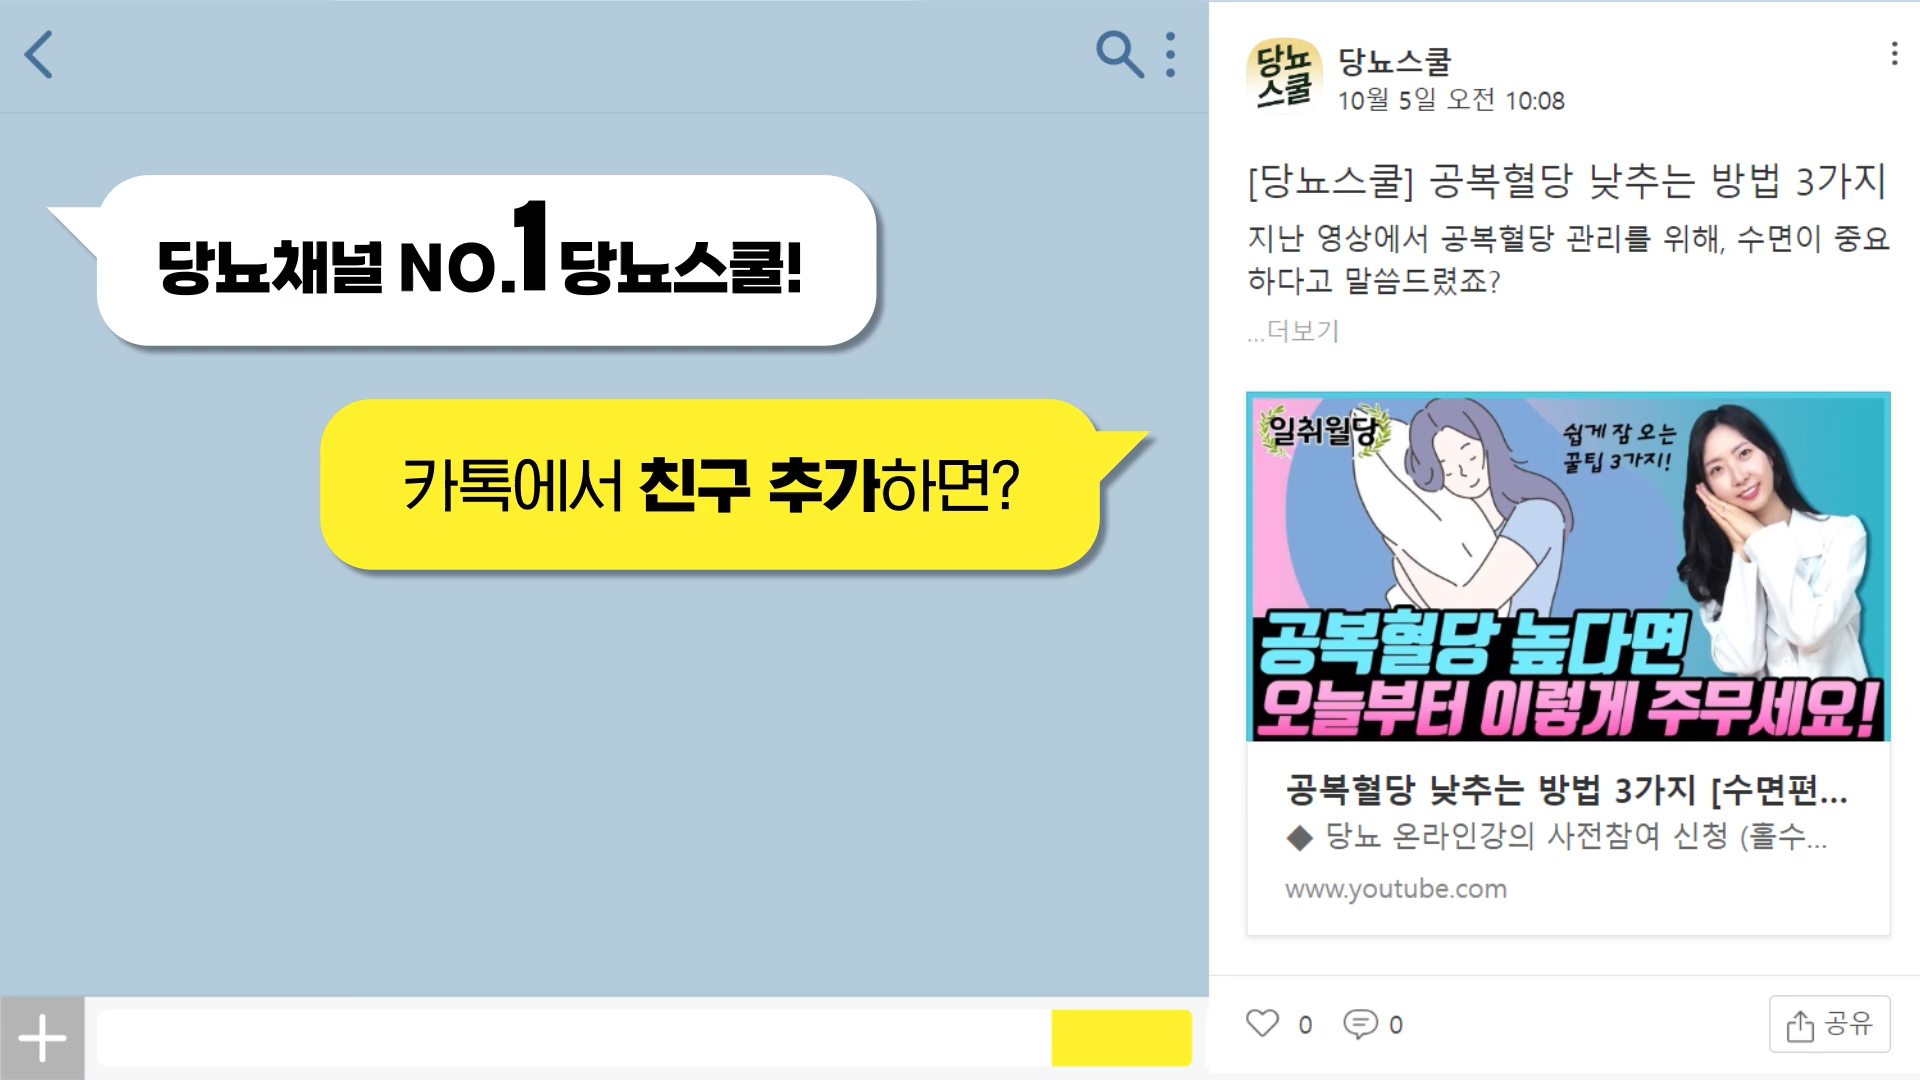 당뇨채널 NO.1 당뇨스쿨!
카톡에서 친구 추가하면?
당뇨
스쿨
당뇨스쿨
10월 5일 오전 10:08
[당뇨스쿨] 공복혈당 낮추는 방법 3가지
지난 영상에서 공복혈당 관리를 위해, 수면이 중요
하다고 말씀드렸죠?
...더보기
일취월당
쉽게 잠 오는
꿀팁 3가지!
공복혈당 높다면
오늘부터 이렇게 주무세요!
공복혈당 낮추는 방법 3가지 [수면편...
◆ 당뇨 온라인강의 사전참여 신청 (홀수...
www.youtube.com
0
0
공유